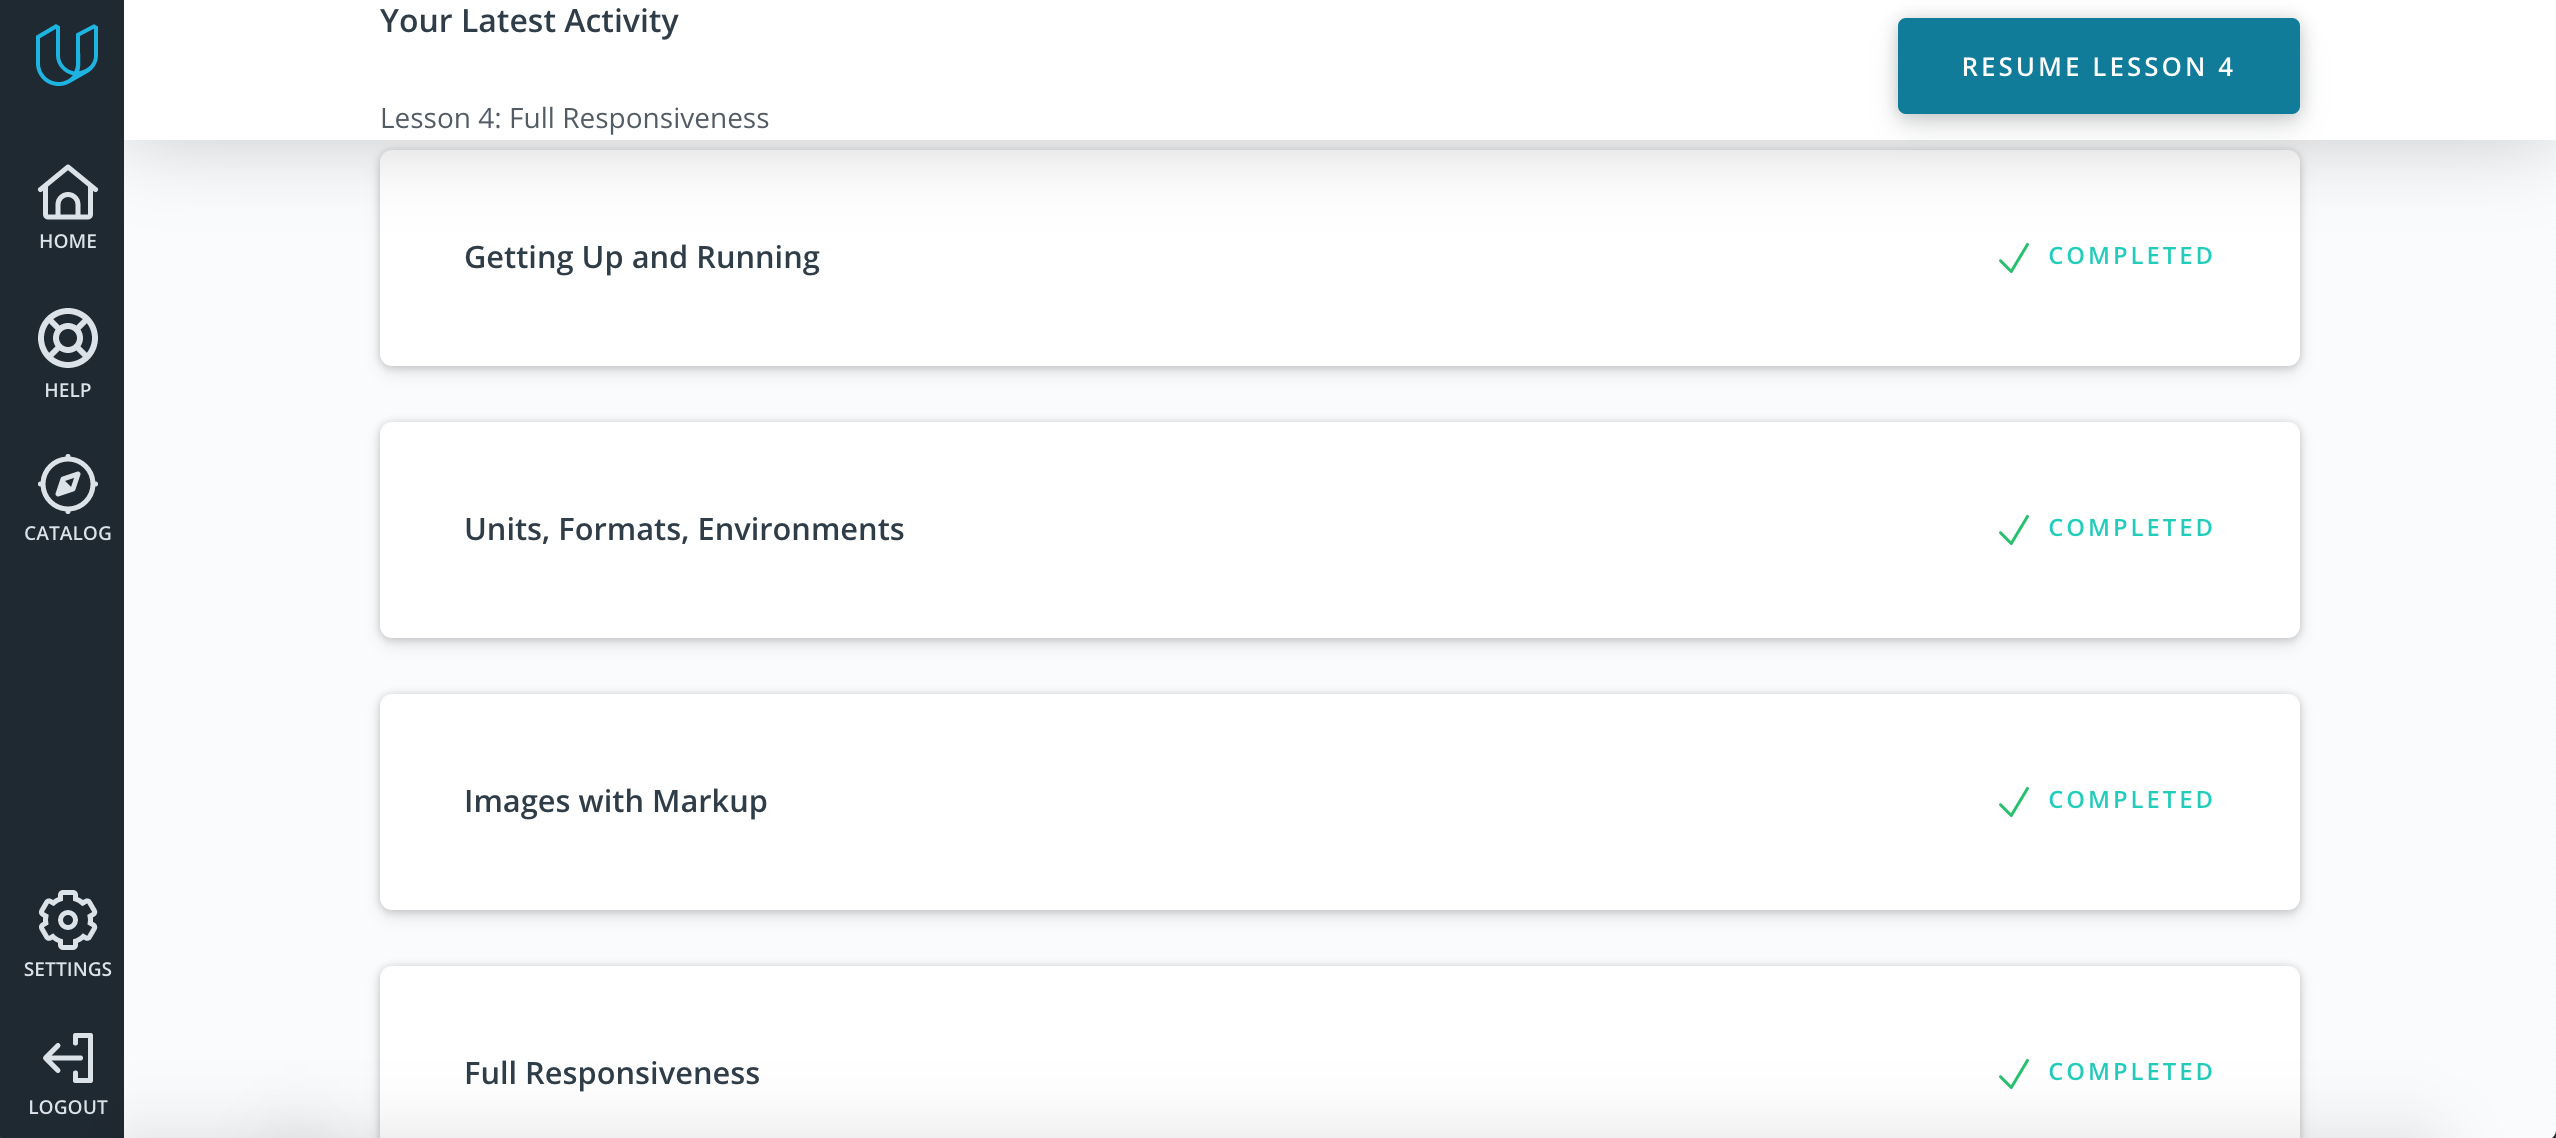 Your Latest Activity
RESUME LESSON 4
Lesson 4: Full Responsiveness
HOME
HELP
CATALOG
SETTINGS
LOGOUT
Getting Up and Running
COMPLETED
Units, Formats, Environments
COMPLETED
Images with Markup
COMPLETED
Full Responsiveness
COMPLETED